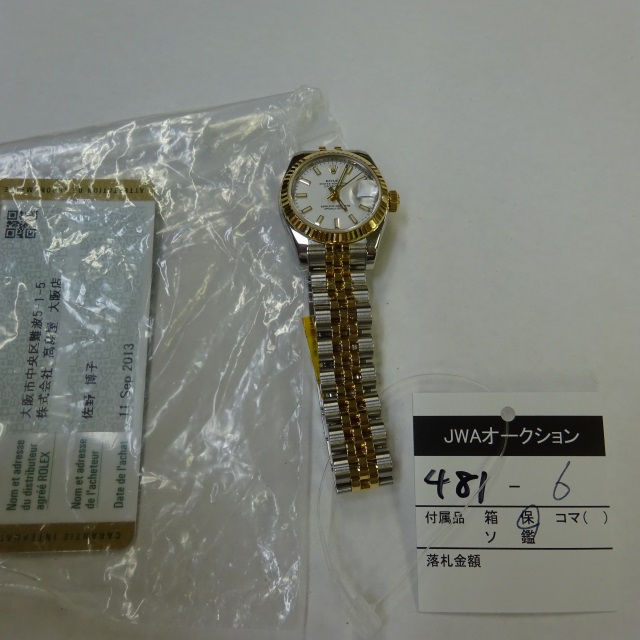 大阪市中央区難波5-1-5
株式会社 髙島屋 大阪店
佐野 博子
11 Sep 2013
Nom et adresse
du distributeur
agréé ROLEX
Nom et adresse
de l'acheteur
Date de l'achat
JWAオークション
481 - 6
付属品 箱 保 コマ( )
ソ 鑑
落札金額